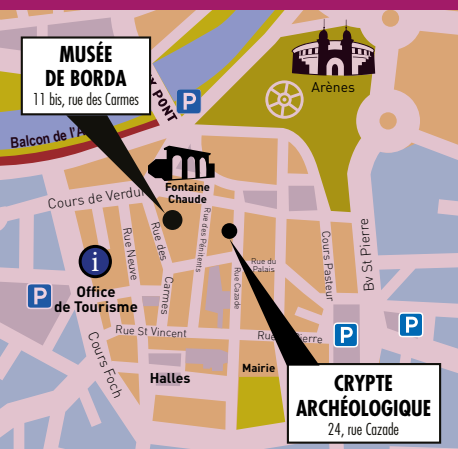 MUSÉE
DE BORDA
11 bis, rue des Carmes
Arènes
P
PONT
Balcon de l'A
Fontaine
Chaude
Cours de Verdun
Rue Neuve
Rue des
Carmes
Rue des Pénitents
Rue Cazade
Rue du
Palais
Cours Pasteur
Bv St Pierre
i
Office
de Tourisme
P
Rue St Vincent
Cours Foch
Halles
Mairie
P
P
CRYPTE
ARCHÉOLOGIQUE
24, rue Cazade